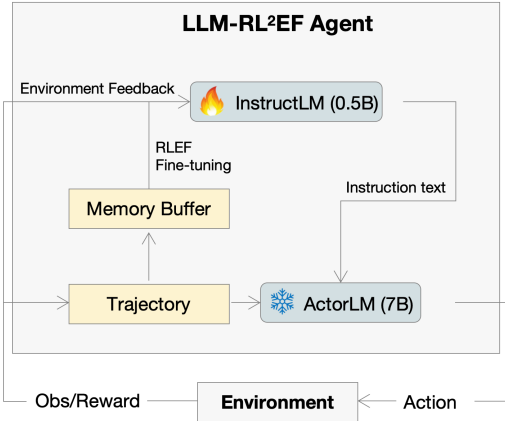 LLM-RL²EF Agent
Environment Feedback
InstructLM (0.5B)
RLEF
Fine-tuning
Instruction text
Memory Buffer
Trajectory
ActorLM (7B)
Obs/Reward
Environment
Action